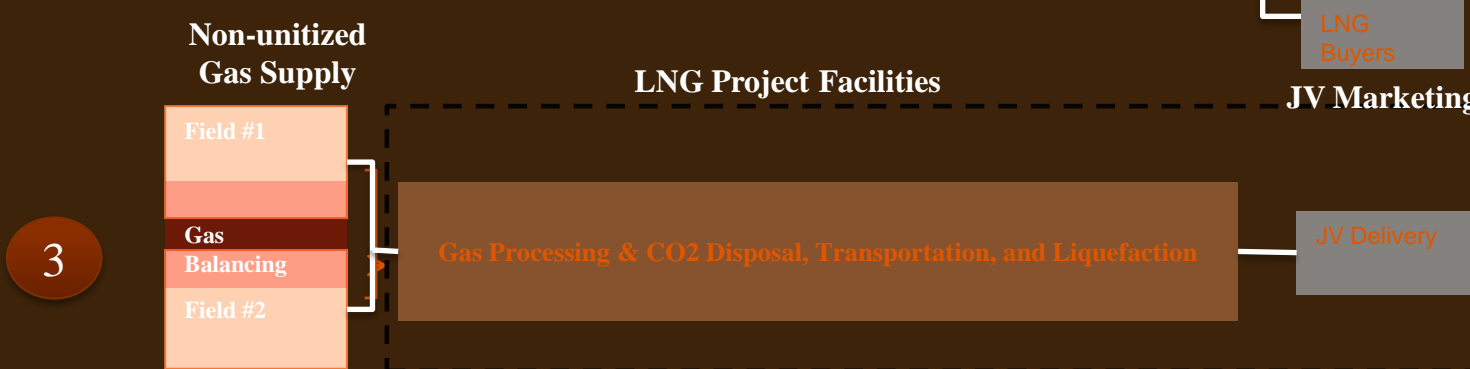 Non-unitized
Gas Supply
LNG Project Facilities
LNG
Buyers
JV Marketing
Field #1
Gas
Balancing
Field #2
3
Gas Processing & CO2 Disposal, Transportation, and Liquefaction
JV Delivery